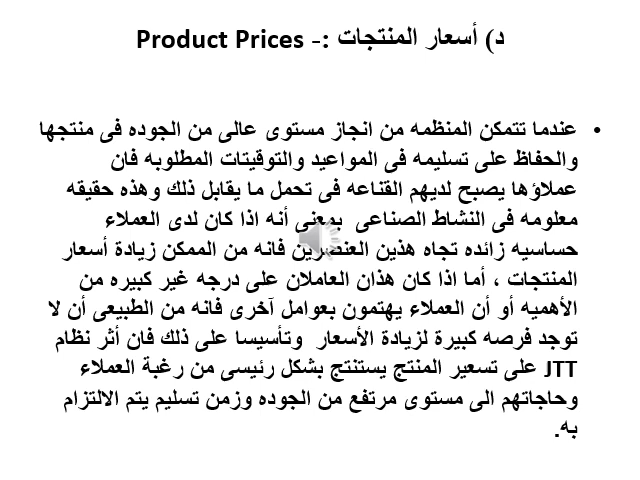 د) أسعار المنتجات :- Product Prices
• عندما تتمكن المنظمه من انجاز مستوى عالى من الجوده فى منتجها
والحفاظ على تسليمه فى المواعيد والتوقيتات المطلوبه فان
عملاؤها يصبح لديهم القناعه فى تحمل ما يقابل ذلك وهذه حقيقه
معلومه فى النشاط الصناعى بمعنى أنه اذا كان لدى العملاء
حساسيه زائده تجاه هذين العنصرين فانه من الممكن زيادة أسعار
المنتجات ، أما اذا كان هذان العاملان على درجه غير كبيره من
الأهميه أو أن العملاء يهتمون بعوامل آخرى فانه من الطبيعى أن لا
توجد فرصه كبيرة لزيادة الأسعار وتأسيسا على ذلك فان أثر نظام
JTT على تسعير المنتج يستنتج بشكل رئيسى من رغبة العملاء
وحاجاتهم الى مستوى مرتفع من الجوده وزمن تسليم يتم الالتزام
به.